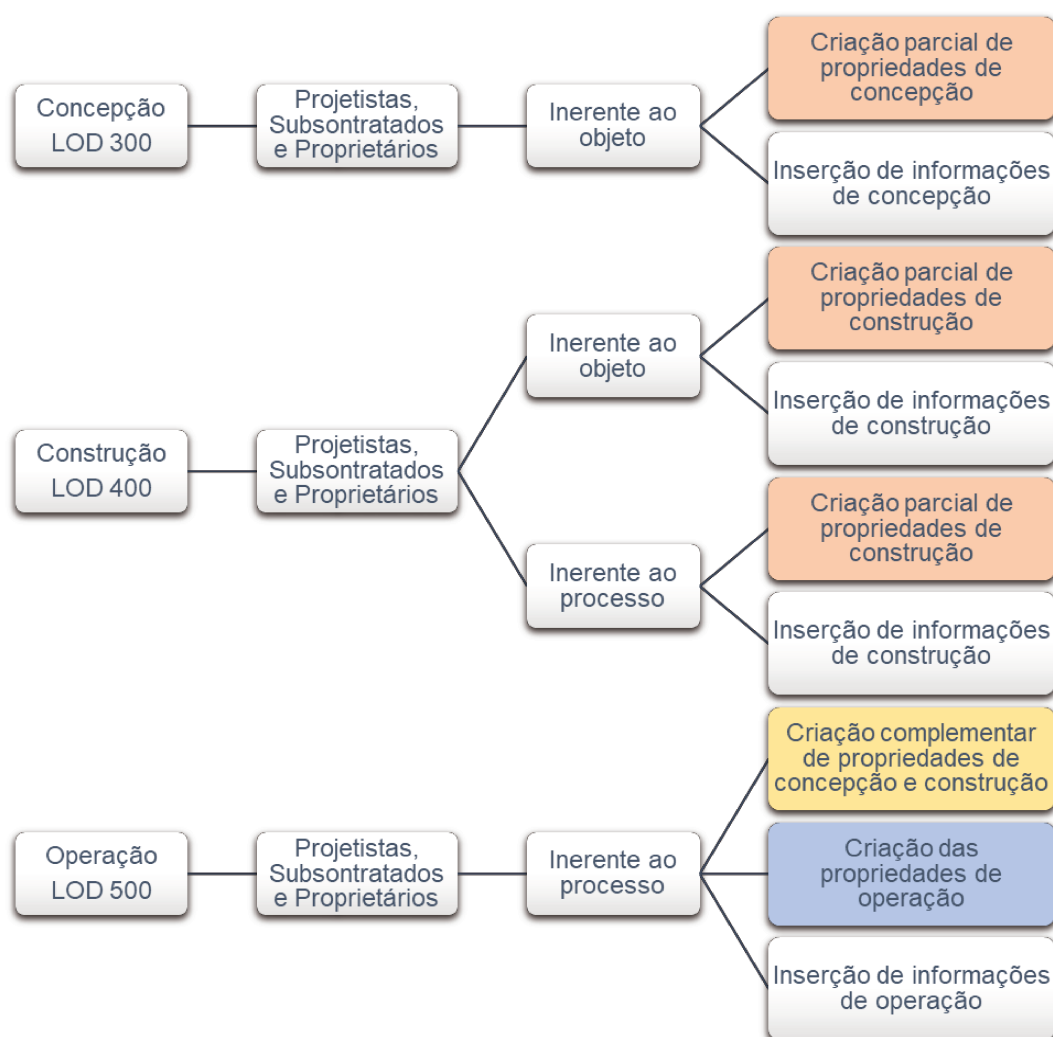 Concepção
LOD 300
Projetistas,
Subsontratados
e Proprietários
Inerente ao
objeto
Criação parcial de
propriedades de
concepção
Inserção de informações
de concepção
Construção
LOD 400
Projetistas,
Subsontratados
e Proprietários
Inerente ao
objeto
Criação parcial de
propriedades de
construção
Inserção de informações
de construção
Inerente ao
processo
Criação parcial de
propriedades de
construção
Inserção de informações
de construção
Operação
LOD 500
Projetistas,
Subsontratados
e Proprietários
Inerente ao
processo
Criação complementar
de propriedades de
concepção e construção
Criação das
propriedades de
operação
Inserção de informações
de operação